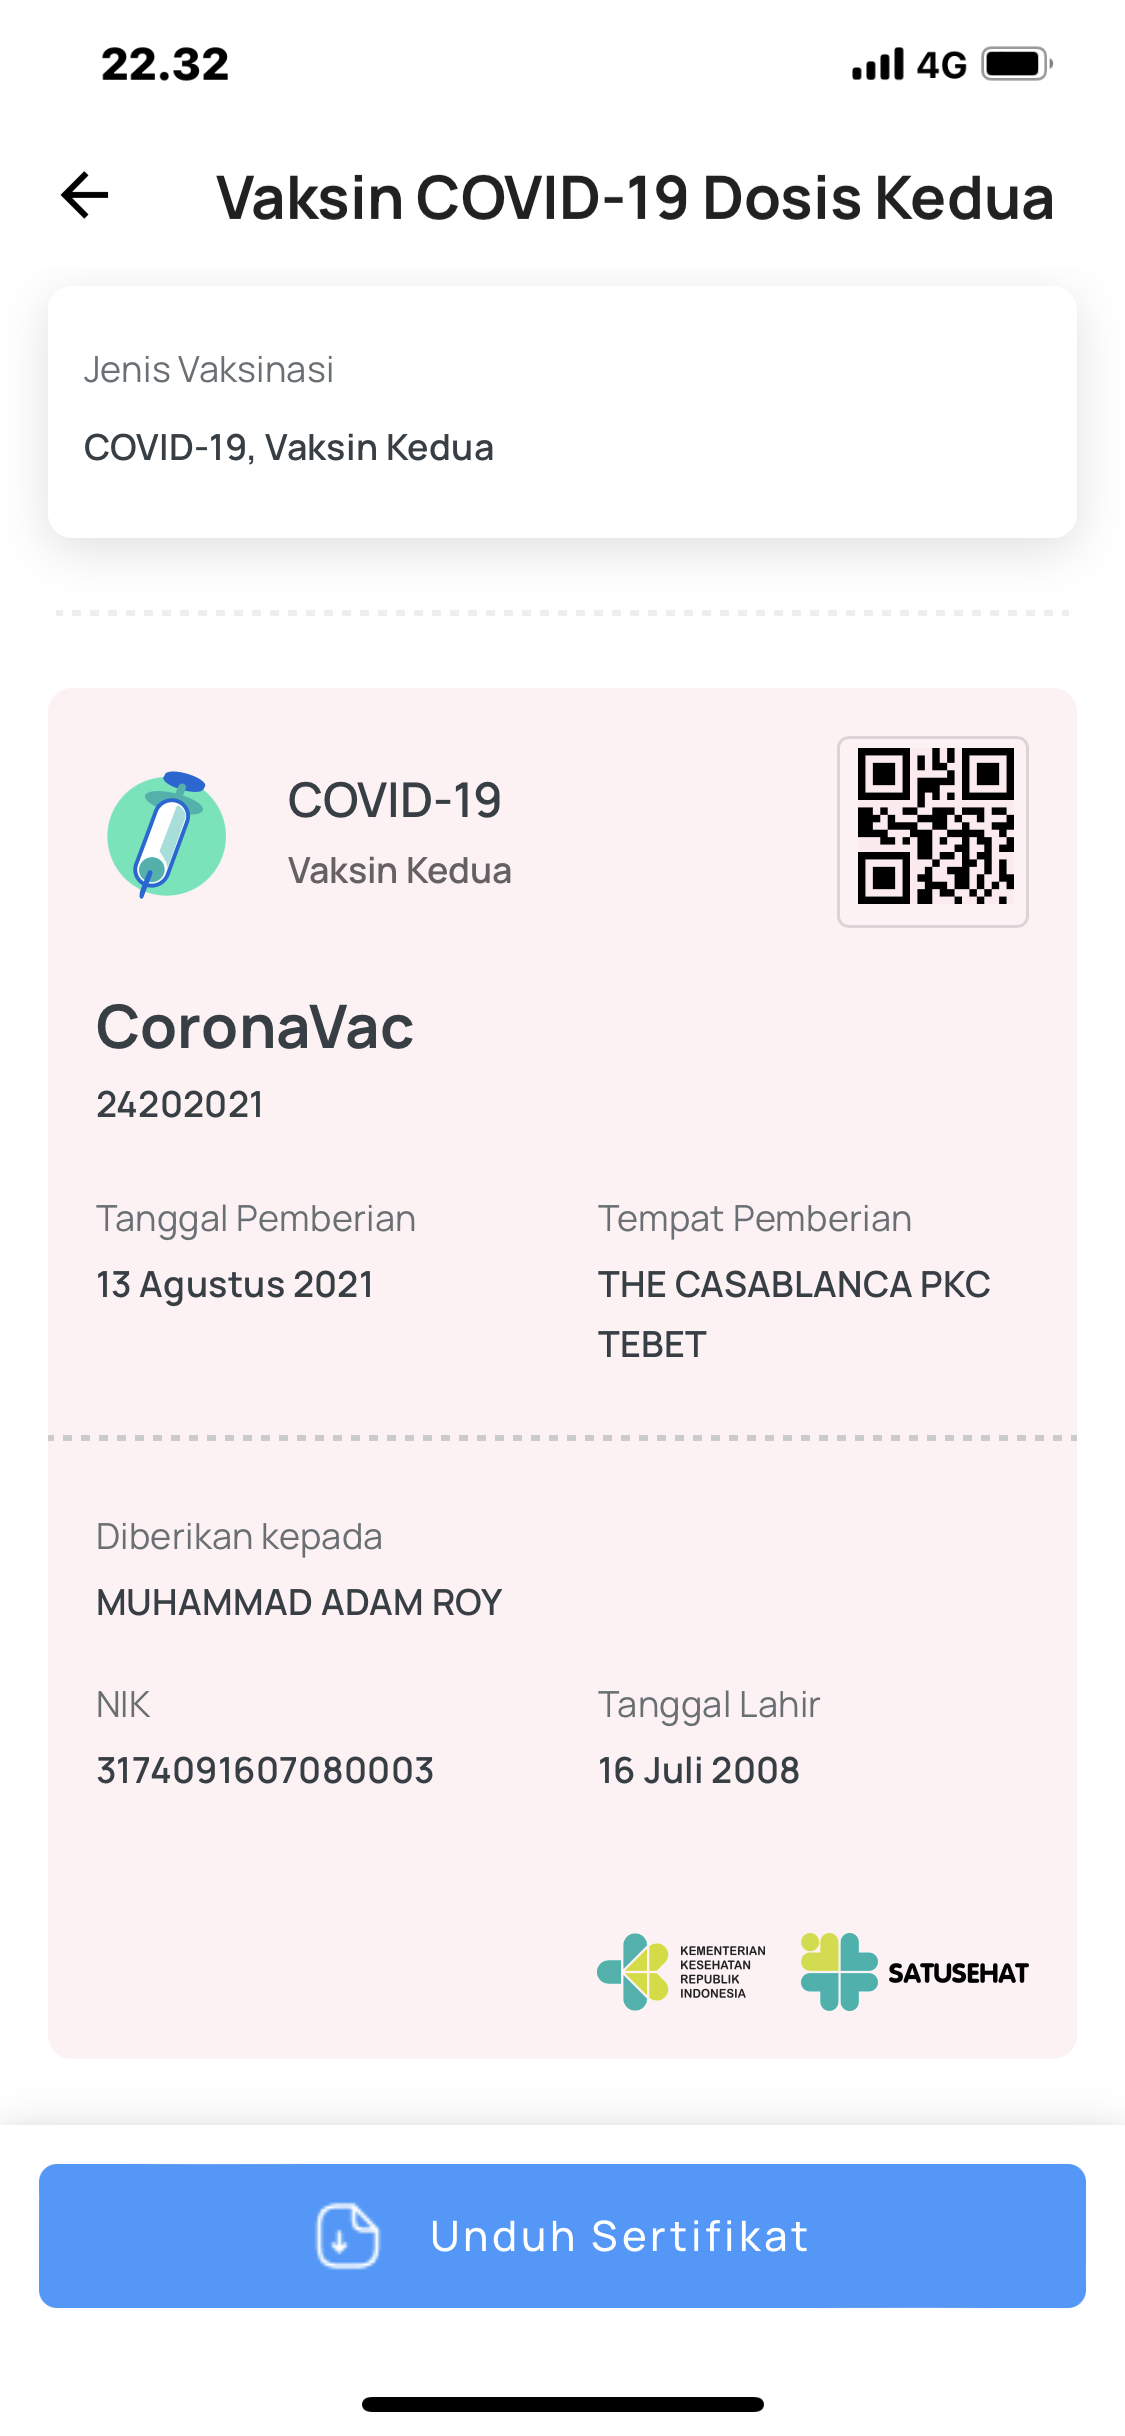 22.32
4G
Vaksin COVID-19 Dosis Kedua
Jenis Vaksinasi
COVID-19, Vaksin Kedua
COVID-19
Vaksin Kedua
CoronaVac
24202021
Tanggal Pemberian
13 Agustus 2021
Tempat Pemberian
THE CASABLANCA PKC
TEBET
Diberikan kepada
MUHAMMAD ADAM ROY
NIK
3174091607080003
Tanggal Lahir
16 Juli 2008
KEMENTERIAN
KESEHATAN
REPUBLIK
INDONESIA
SATUSEHAT
Unduh Sertifikat